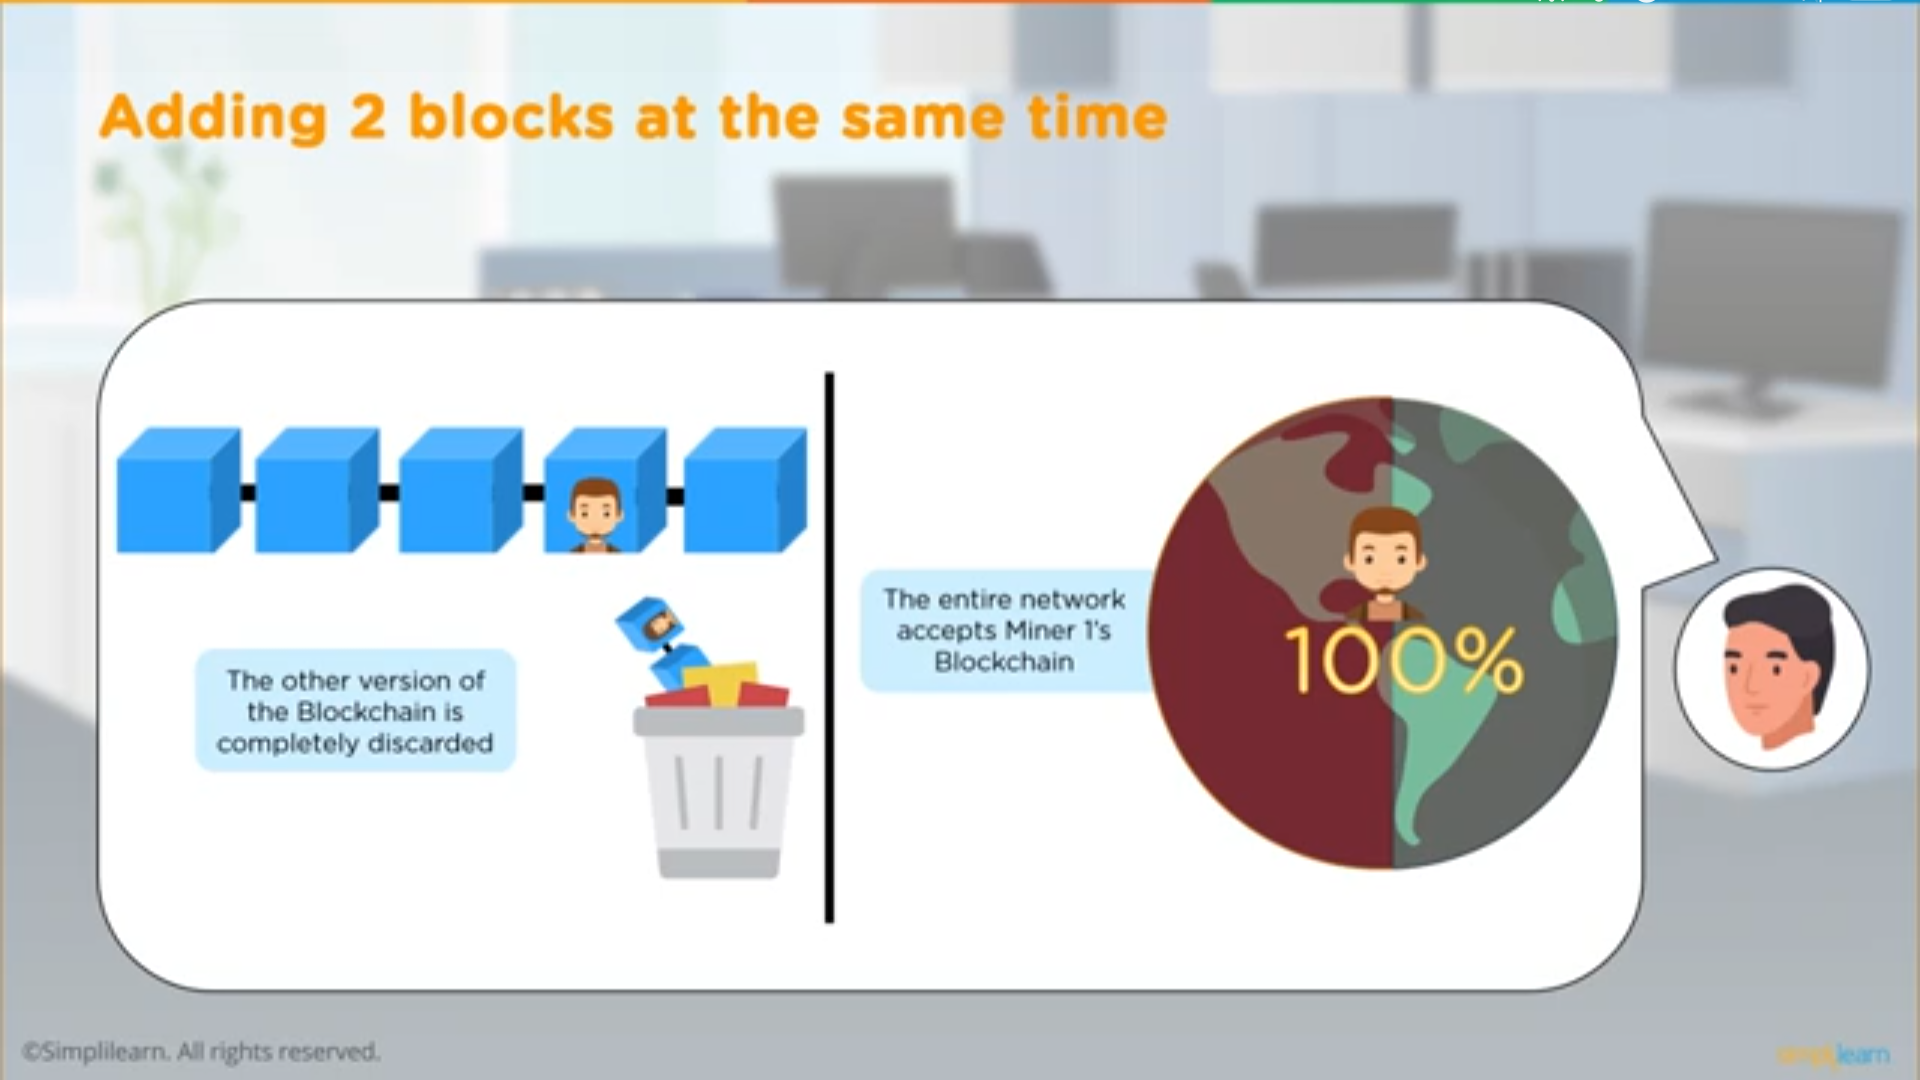 Adding 2 blocks at the same time
The other version of
the Blockchain is
completely discarded
The entire network
accepts Miner 1's
Blockchain
100%
©Simplilearn. All rights reserved.
simplilearn